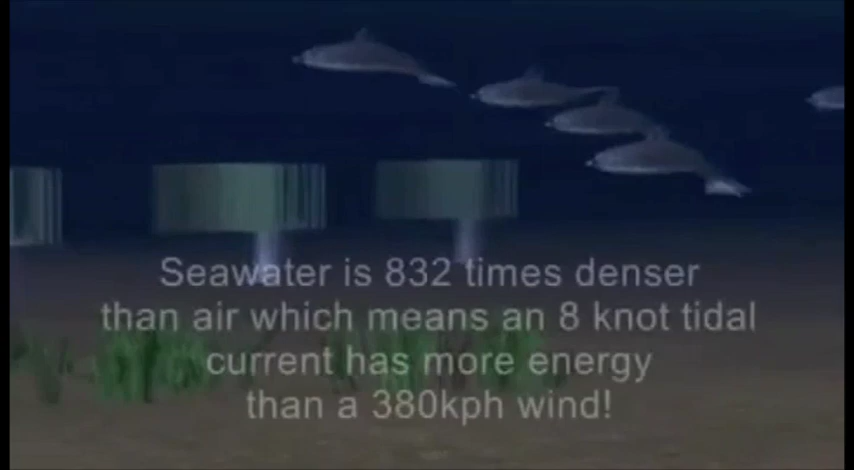 Seawater is 832 times denser
than air which means an 8 knot tidal
current has more energy
than a 380kph wind!